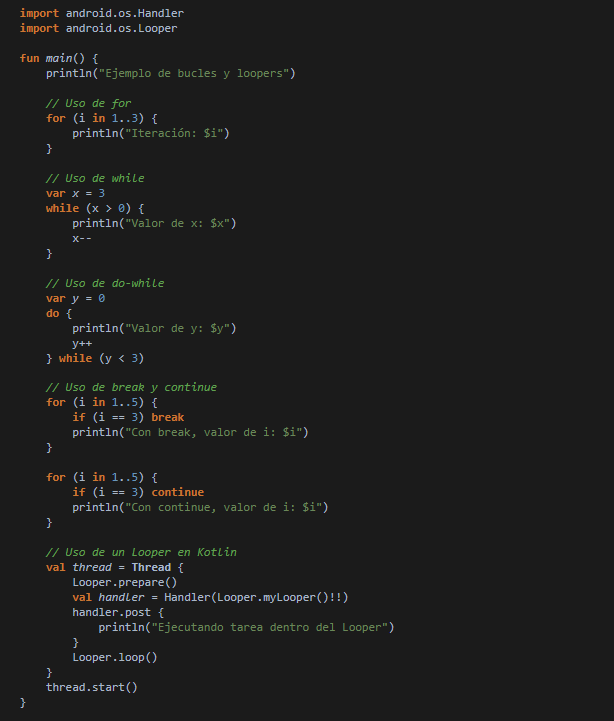 import android.os.Handler
import android.os.Looper

fun main() {
    println("Ejemplo de bucles y loopers")

    // Uso de for
    for (i in 1..3) {
        println("Iteración: $i")
    }

    // Uso de while
    var x = 3
    while (x > 0) {
        println("Valor de x: $x")
        x--
    }

    // Uso de do-while
    var y = 0
    do {
        println("Valor de y: $y")
        y++
    } while (y < 3)

    // Uso de break y continue
    for (i in 1..5) {
        if (i == 3) break
        println("Con break, valor de i: $i")
    }

    for (i in 1..5) {
        if (i == 3) continue
        println("Con continue, valor de i: $i")
    }

    // Uso de un Looper en Kotlin
    val thread = Thread {
        Looper.prepare()
        val handler = Handler(Looper.myLooper()!!)
        handler.post {
            println("Ejecutando tarea dentro del Looper")
        }
        Looper.loop()
    }
    thread.start()
}